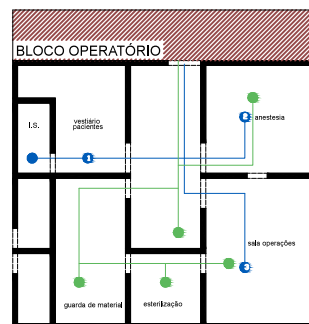 BLOCO OPERATÓRIO
I.S.
vestiário
pacientes
anestesia
sala operações
guarda de material
esterilização